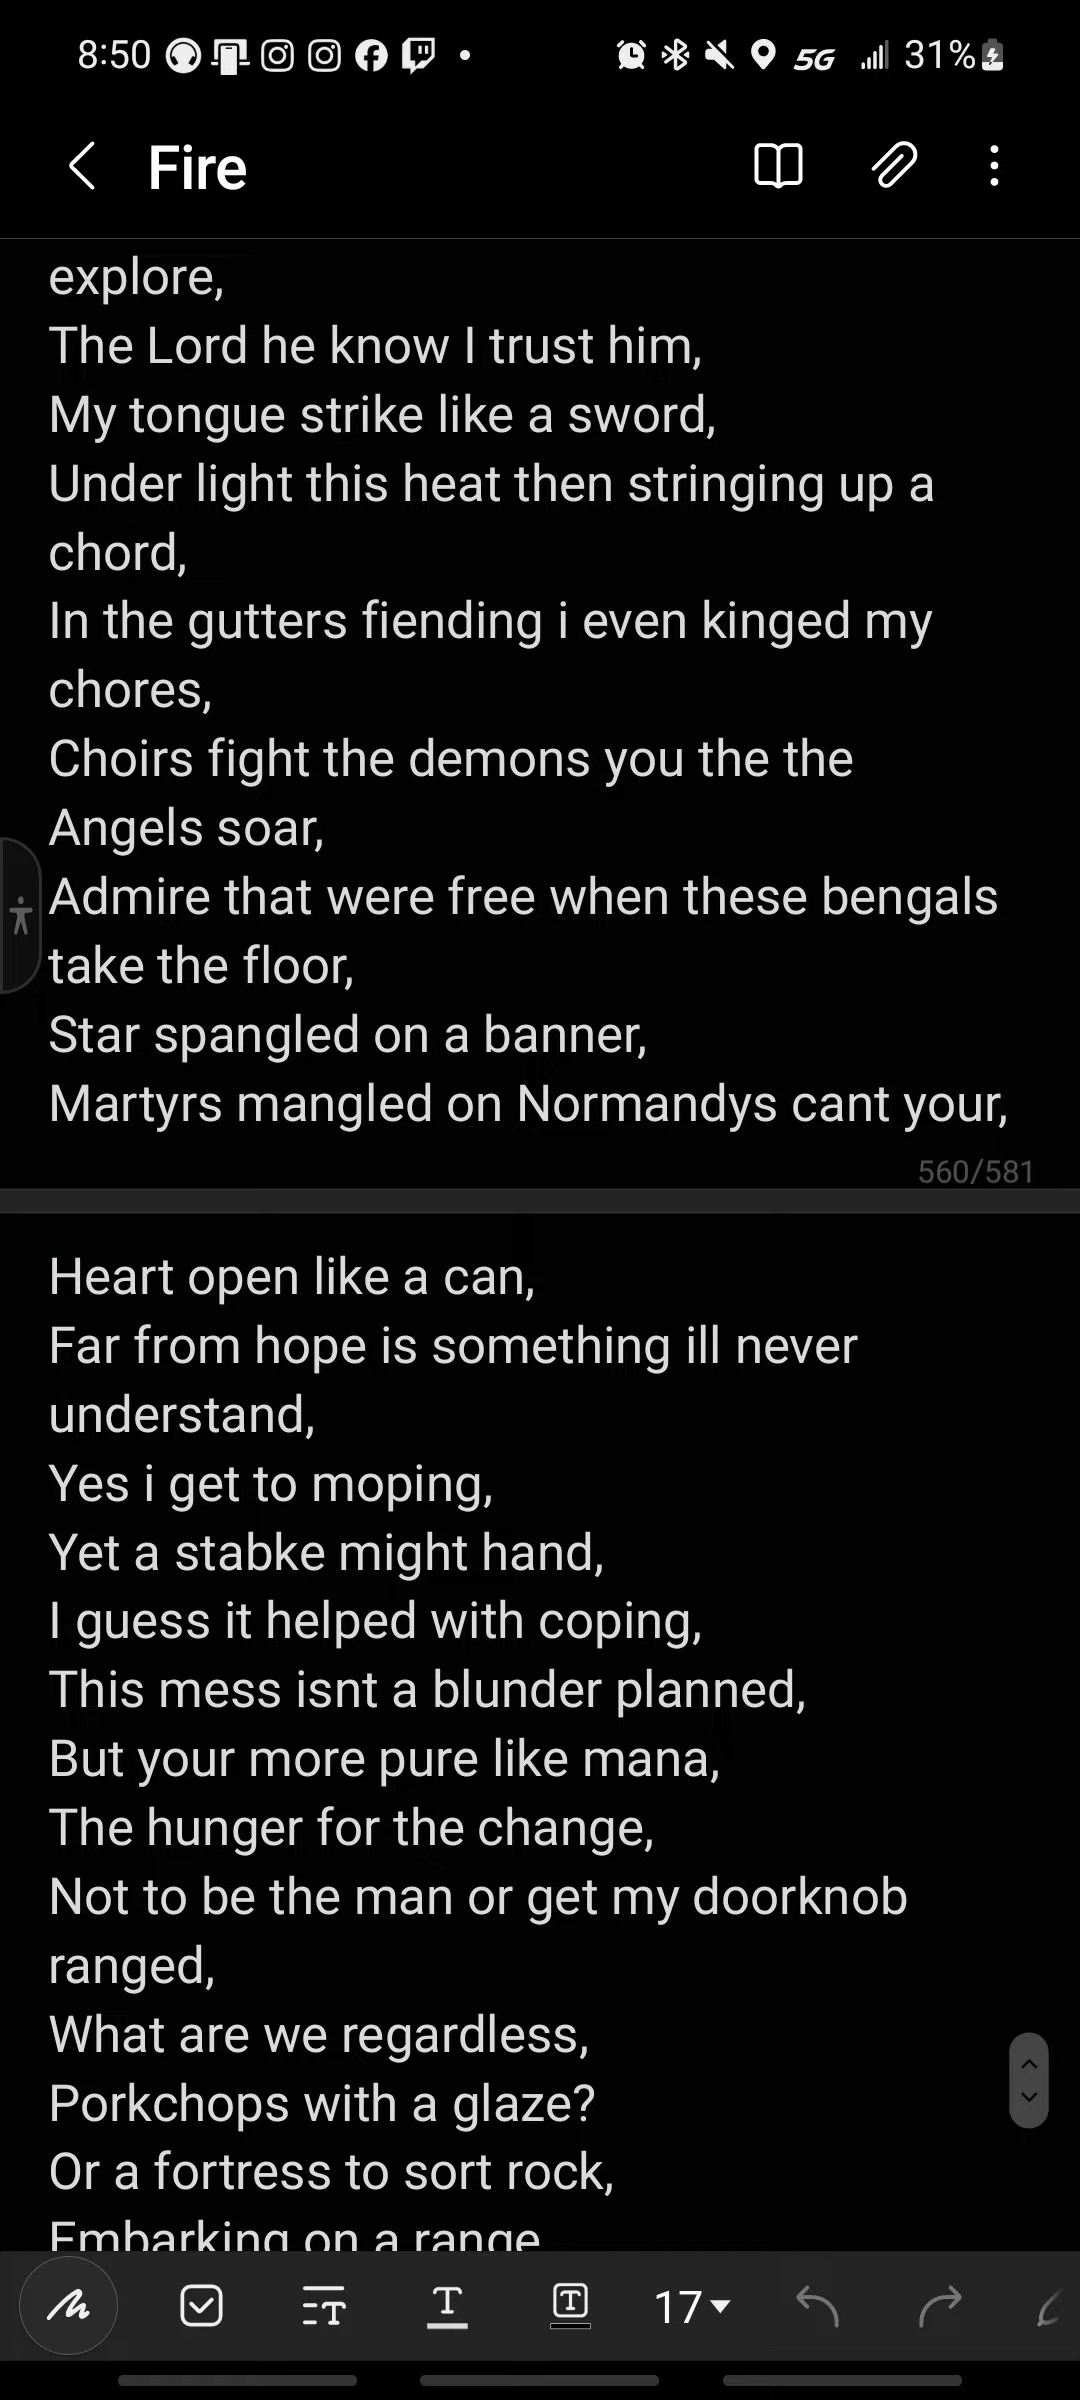 8:50 5G 31%
Fire
explore,
The Lord he know I trust him,
My tongue strike like a sword,
Under light this heat then stringing up a
chord,
In the gutters fiending i even kinged my
chores,
Choirs fight the demons you the the
Angels soar,
Admire that were free when these bengals
take the floor,
Star spangled on a banner,
Martyrs mangled on Normandys cant your,
560/581
Heart open like a can,
Far from hope is something ill never
understand,
Yes i get to moping,
Yet a stabke might hand,
I guess it helped with coping,
This mess isnt a blunder planned,
But your more pure like mana,
The hunger for the change,
Not to be the man or get my doorknob
ranged,
What are we regardless,
Porkchops with a glaze?
Or a fortress to sort rock,
Embarking on a range
17